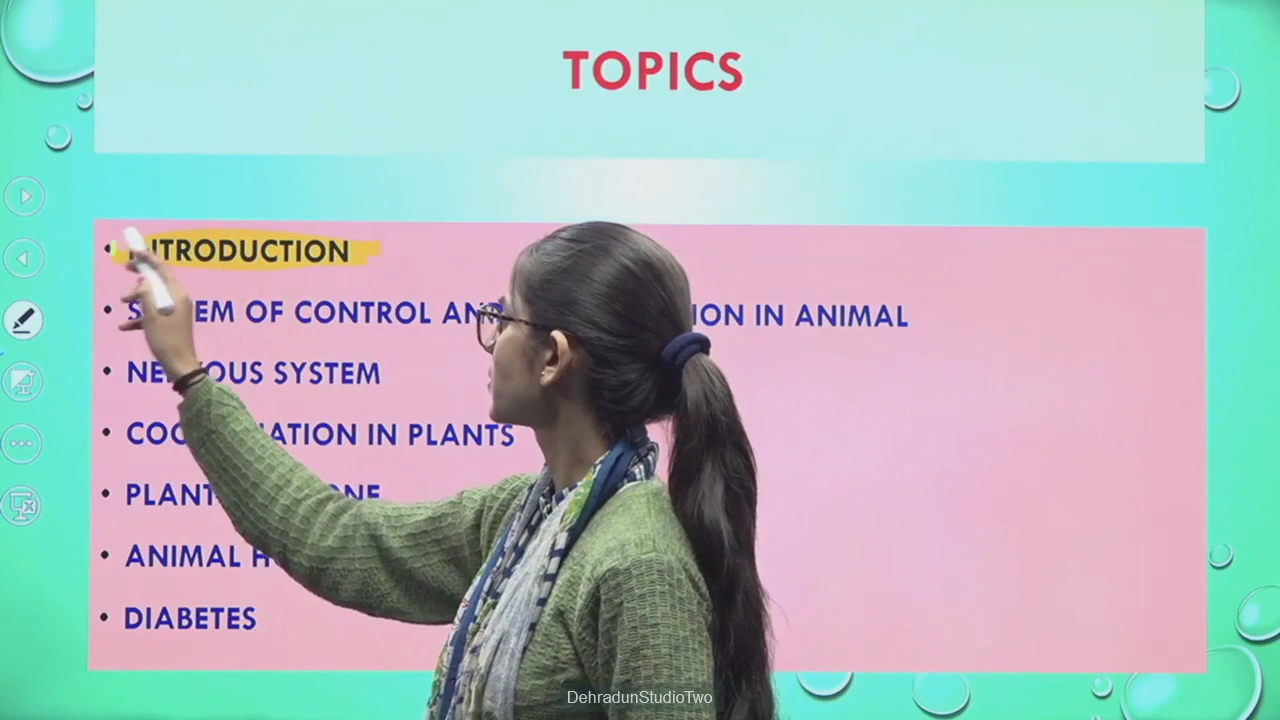 TOPICS
• INTRODUCTION
• OF CONTROL IN ANIMAL
• SYSTEM
• IN PLANTS
• PLANT
• ANIMAL
• DIABETES
DehradunStudioTwo